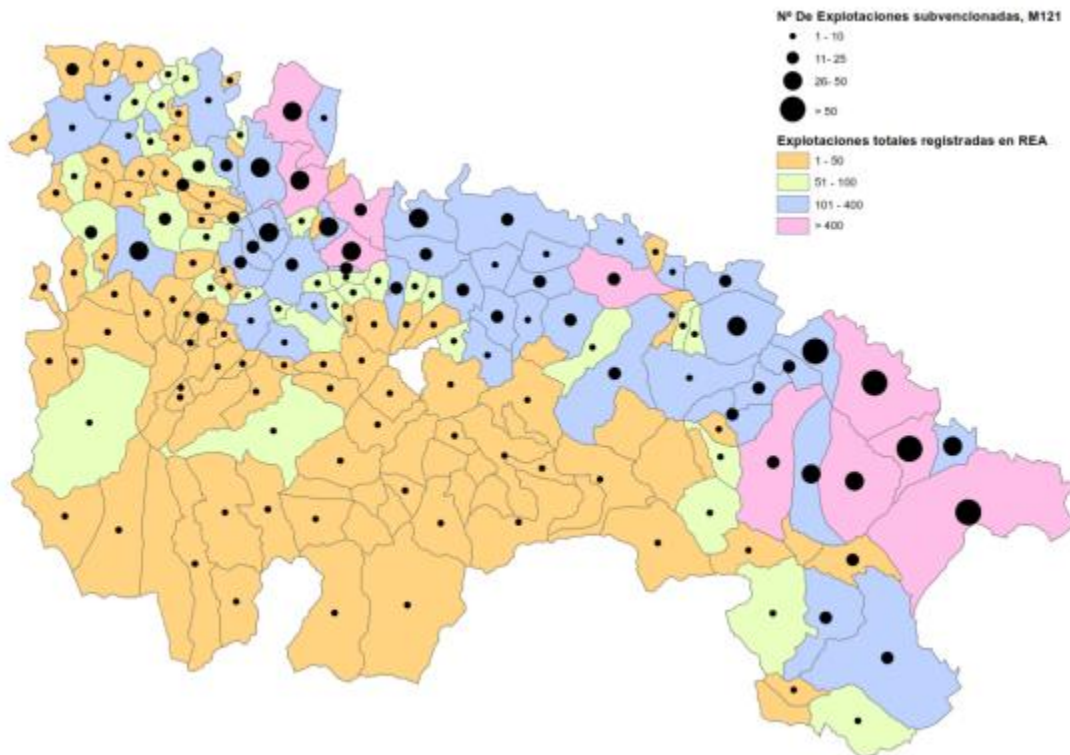 Nº De Explotaciones subvencionadas, M121
1 - 10
11 - 25
26 - 50
> 50
Explotaciones totales registradas en REA
1 - 50
51 - 100
101 - 400
> 400